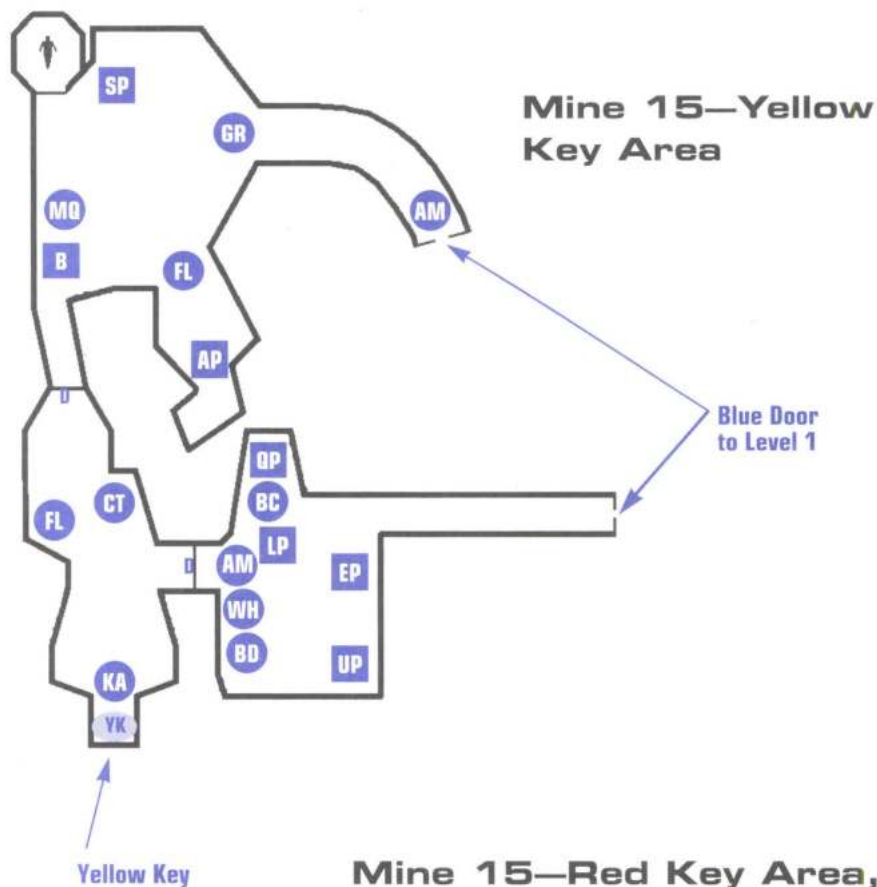 SP
Mine 15—Yellow
Key Area
GR
MQ
AM
B
FL
AP
D
Blue Door
to Level 1
QP
BC
CT
FL
LP
D
AM
EP
WH
BD
UP
KA
YK
Yellow Key
Mine 15—Red Key Area,